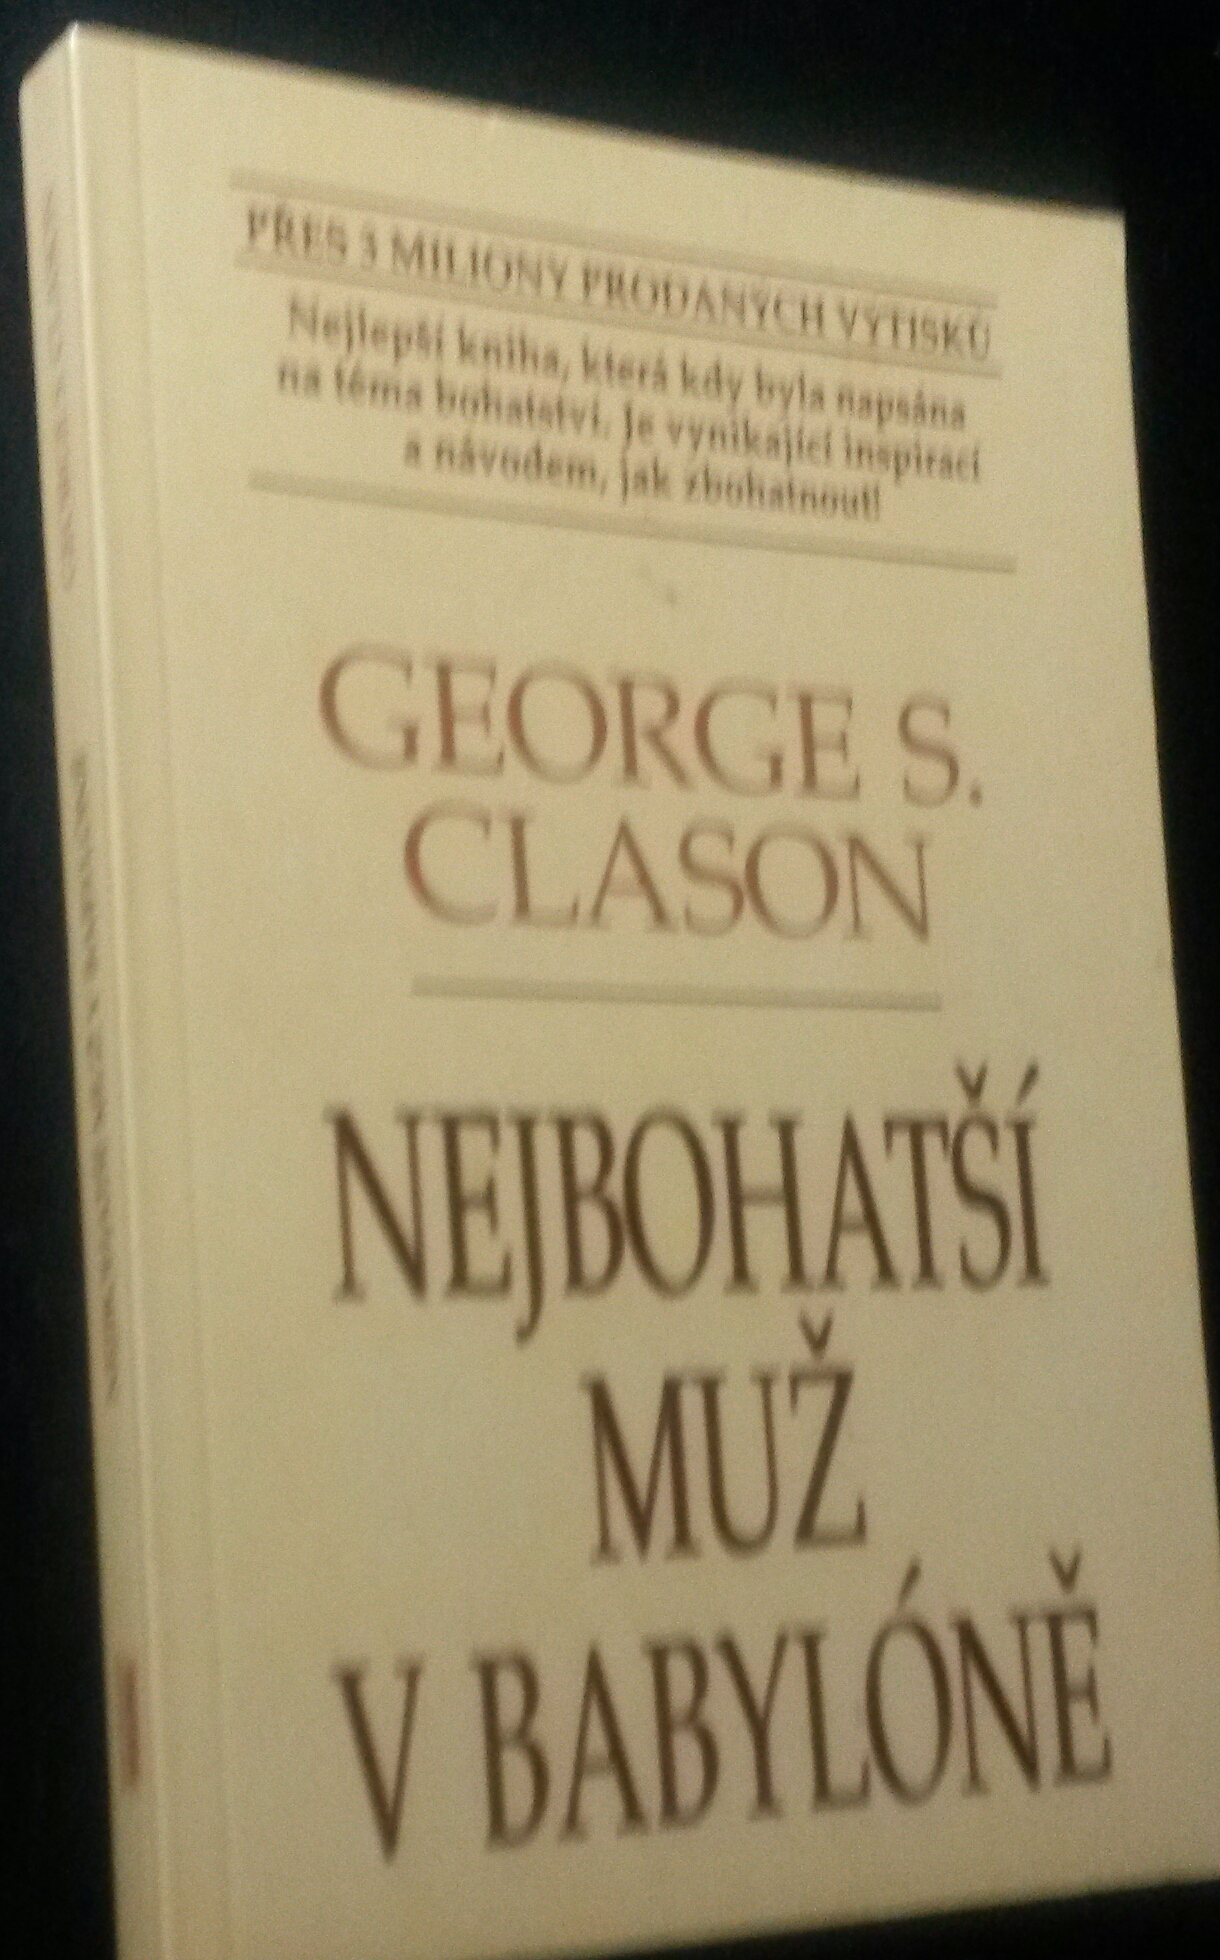 PŘES 3 MILIONY PRODANÝCH VÝTISKŮ
Nejlepší kniha, která kdy byla napsána
na téma bohatství. Je vynikající inspirací
a návodem, jak zbohatnout!
GEORGE S.
CLASON
NEJBOHATŠÍ
MUŽ
V BABYLÓNĚ